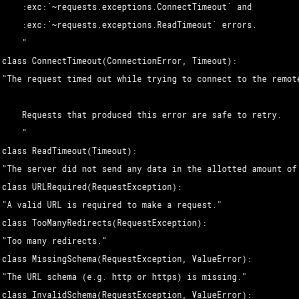 :exc:`~requests.exceptions.ConnectTimeout` and
:exc:`~requests.exceptions.ReadTimeout` errors.
"
class ConnectTimeout(ConnectionError, Timeout):
"The request timed out while trying to connect to the remote
Requests that produced this error are safe to retry.
"
class ReadTimeout(Timeout):
"The server did not send any data in the allotted amount of
class URLRequired(RequestException):
"A valid URL is required to make a request."
class TooManyRedirects(RequestException):
"Too many redirects."
class MissingSchema(RequestException, ValueError):
"The URL schema (e.g. http or https) is missing."
class InvalidSchema(RequestException, ValueError):